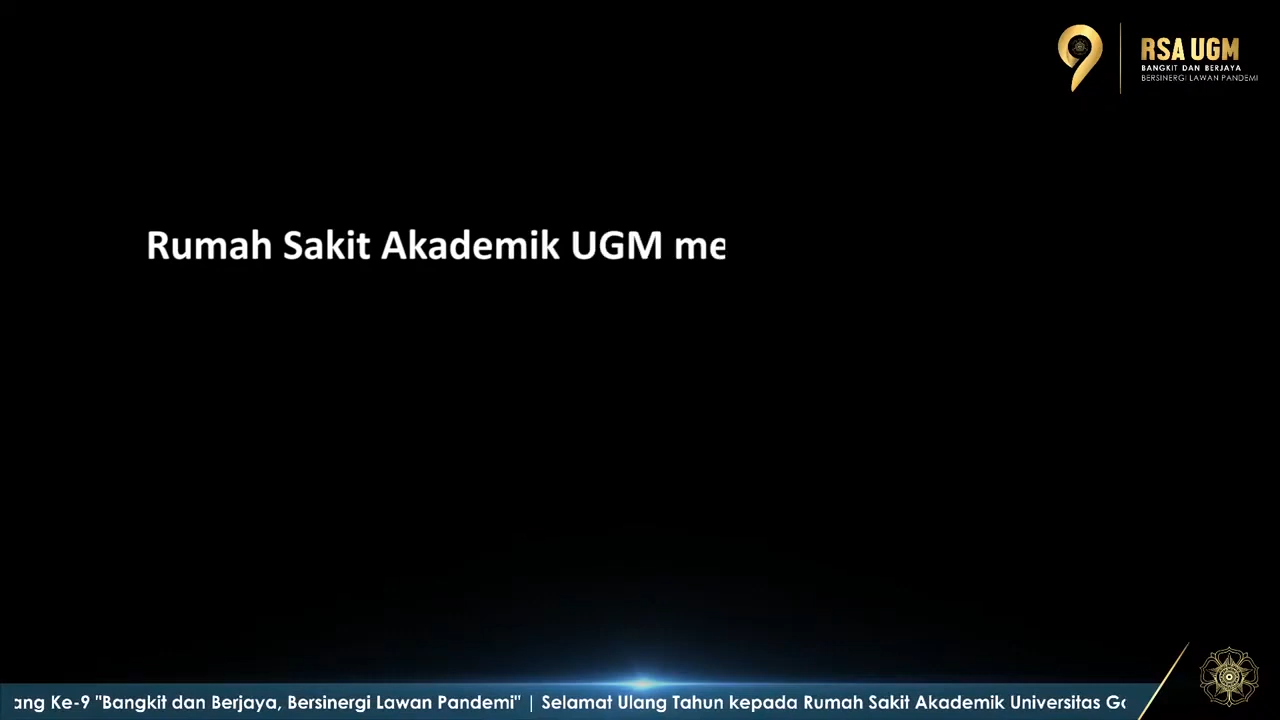 RSA UGM
BANGKIT DAN BERJAYA
BERSINERGI LAWAN PANDEMI
Rumah Sakit Akademik UGM me
ang Ke-9 "Bangkit dan Berjaya, Bersinergi Lawan Pandemi" | Selamat Ulang Tahun kepada Rumah Sakit Akademik Universitas Ga